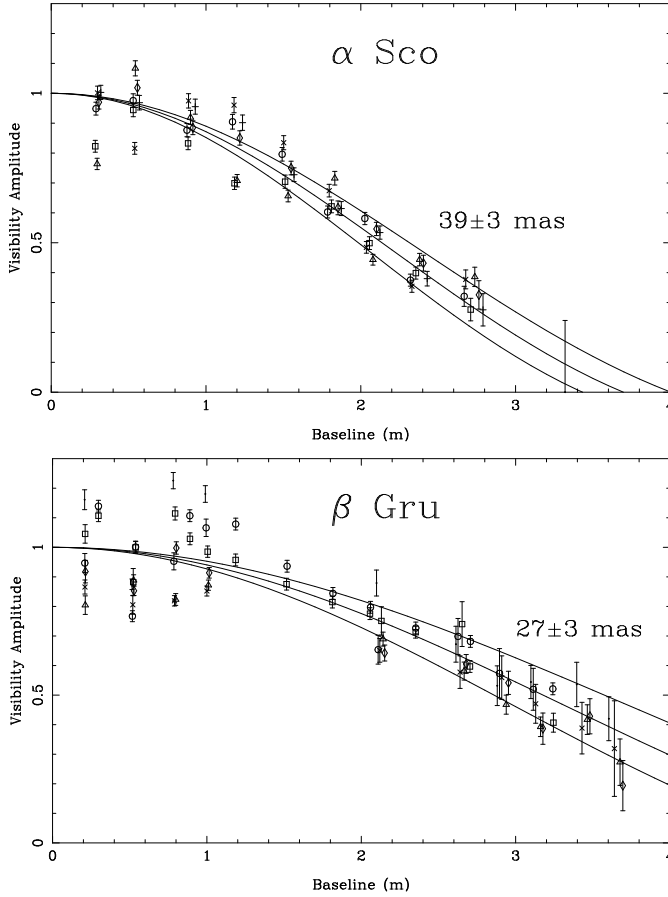 α Sco
1
Visibility Amplitude
39±3 mas
0.5
0
0 1 2 3 4
Baseline (m)
β Gru
1
Visibility Amplitude
27±3 mas
0.5
0
0 1 2 3 4
Baseline (m)